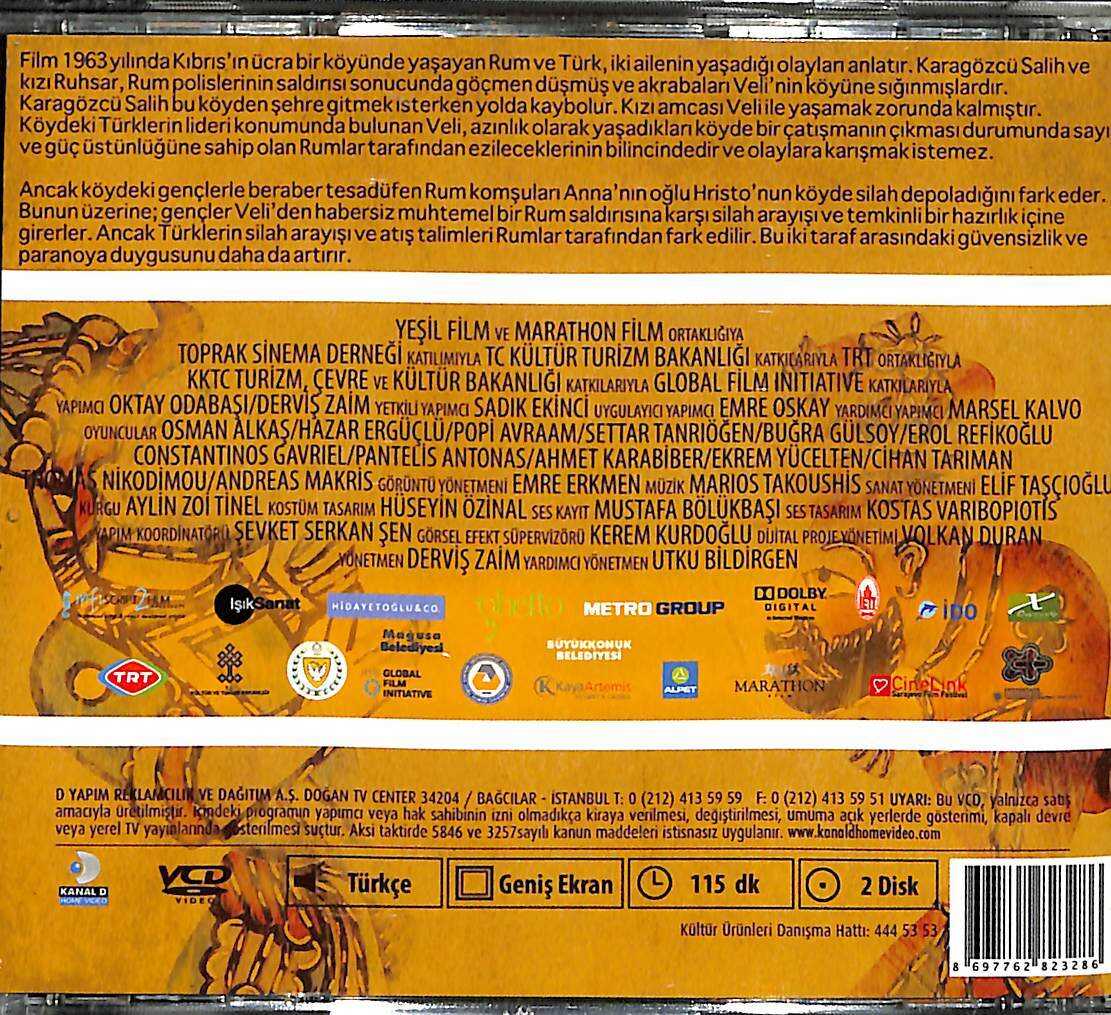 Film 1963 yılında Kıbrıs'ın ücra bir köyünde yaşayan Rum ve Türk, iki ailenin yaşadığı olayları anlatır. Karagözcü Salih ve
kızı Ruhsar, Rum polislerinin saldırısı sonucunda göçmen düşmüş ve akrabaları Veli'nin köyüne sığınmışlardır.
Karagözcü Salih bu köyden şehre gitmek isterken yolda kaybolur. Kızı amcası Veli ile yaşamak zorunda kalmıştır.
Köydeki Türklerin lideri konumunda bulunan Veli, azınlık olarak yaşadıkları köyde bir çatışmanın çıkması durumunda sayı
ve güç üstünlüğüne sahip olan Rumlar tarafından ezileceklerinin bilincindedir ve olaylara karışmak istemez.
Ancak köydeki gençlerle beraber tesadüfen Rum komşuları Anna'nın oğlu Hristo'nun köyde silah depoladığını fark eder.
Bunun üzerine; gençler Veli'den habersiz muhtemel bir Rum saldırısına karşı silah arayışı ve temkinli bir hazırlık içine
girerler. Ancak Türklerin silah arayışı ve atış talimleri Rumlar tarafından fark edilir. Bu iki taraf arasındaki güvensizlik ve
paranoya duygusunu daha da artırır.
YEŞİL FİLM VE MARATHON FİLM ORTAKLIĞIYA
TOPRAK SİNEMA DERNEĞİ KATILIMIYLA TC KÜLTÜR TURİZM BAKANLIĞI KATKILARIYLA TRT ORTAKLIĞIYLA
KKTC TURİZM, ÇEVRE VE KÜLTÜR BAKANLIĞI KATKILARIYLA GLOBAL FİLM INITIATIVE KATKILARIYLA
YAPIMCI OKTAY ODABAŞI/DERVİŞ ZAİM YETKİLİ YAPIMCI SADIK EKİNCİ UYGULAYICI YAPIMCI EMRE OSKAY YARDIMCI YAPIMCI MARSEL KALVO
OYUNCULAR OSMAN ALKAŞ/HAZAR ERGÜÇLÜ/POPİ AVRAAM/SETTAR TANRIÖĞEN/BUĞRA GÜLSOY/EROL REFİKOĞLU
CONSTANTINOS GAVRIEL/PANTELİS ANTONAS/AHMET KARABİBER/EKREM YÜCELTEN/CİHAN TARIMAN
NIKODIMOU/ANDREAS MAKRIS GÖRÜNTÜ YÖNETMENİ EMRE ERKMEN MÜZİK MARIOS TAKOUSHIS SANAT YÖNETMENİ ELİF TAŞÇIOĞLU
KURGU AYLİN ZOİ TİNEL KOSTÜM TASARIM HÜSEYİN ÖZİNAL SES KAYIT MUSTAFA BÖLÜKBAŞI SES TASARIM KOSTAS VARIBOPIOTIS
YAPIM KOORDİNATÖRÜ ŞEVKET SERKAN ŞEN GÖRSEL EFEKT SÜPERVİZÖRÜ KEREM KURDOĞLU DİJİTAL PROJE YÖNETİMİ VOLKAN DURAN
YÖNETMEN DERVİŞ ZAİM YARDIMCI YÖNETMEN UTKU BİLDİRGEN
SCRIPT2FILM IşıkSanat HİDAYETOĞLU&CO. ghetto METRO GROUP DOLBY DIGITAL İDO
TRT Mağusa Belediyesi GLOBAL FILM INITIATIVE BÜYÜKKONUK BELEDİYESİ KayaArtemis ALPET MARATHON CineLink Sarajevo Film Festival
D YAPIM REKLAMCILIK VE DAĞITIM A.Ş. DOĞAN TV CENTER 34204 / BAĞCILAR - İSTANBUL T: 0 (212) 413 59 59 F: 0 (212) 413 59 51 UYARI: Bu VCD, yalnızca satış
amacıyla üretilmiştir. İçindeki programın yapımcı veya hak sahibinin izni olmadıkça kiraya verilmesi, değiştirilmesi, umuma açık yerlerde gösterimi, kapalı devre
veya yerel TV yayınlarında gösterilmesi suçtur. Aksi taktirde 5846 ve 3257sayılı kanun maddeleri istisnasız uygulanır. www.kanaldhomevideo.com
KANAL D
HOME VIDEO
VCD
VIDEO
Türkçe
Geniş Ekran
115 dk
2 Disk
Kültür Ürünleri Danışma Hattı: 444 53 53
8 697762 823286